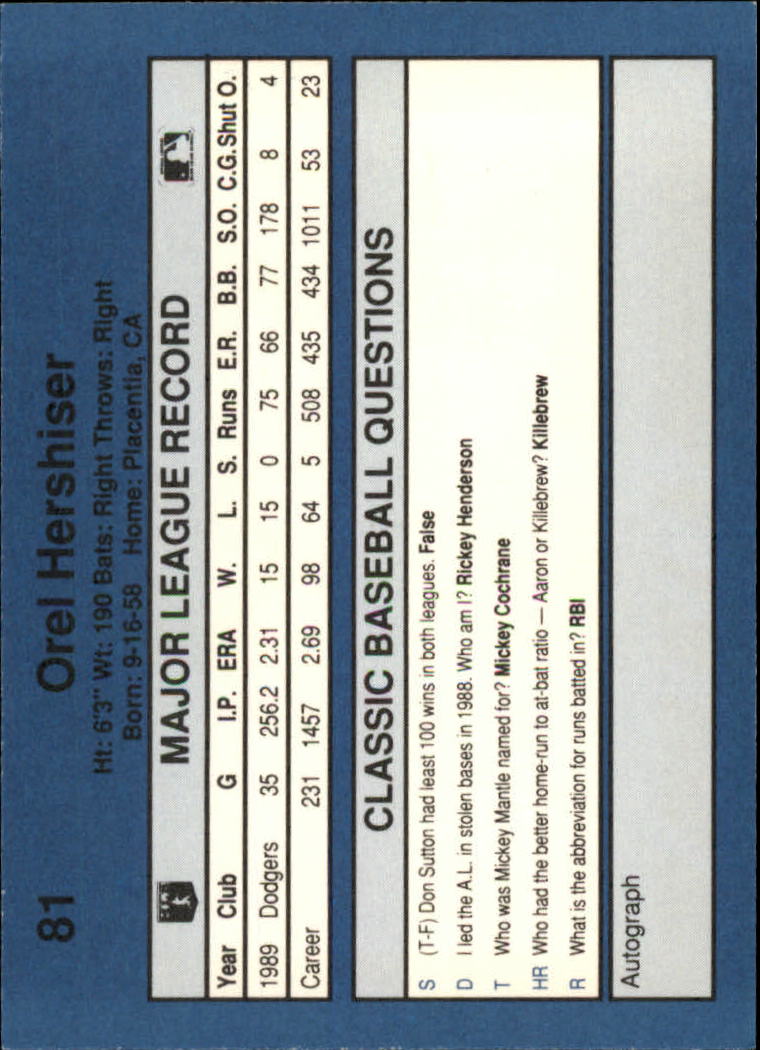 81 Orel Hershiser
Ht: 6'3" Wt: 190 Bats: Right Throws: Right
Born: 9-16-58 Home: Placentia, CA
MAJOR LEAGUE RECORD
Year Club G I.P. ERA W. L. S. Runs E.R. B.B. S.O. C.G. Shut O.
1989 Dodgers 35 256.2 2.31 15 15 0 75 66 77 178 8 4
Career 231 1457 2.69 98 64 5 508 435 434 1011 53 23
CLASSIC BASEBALL QUESTIONS
S (T-F) Don Sutton had least 100 wins in both leagues. False
D I led the A.L. in stolen bases in 1988. Who am I? Rickey Henderson
T Who was Mickey Mantle named for? Mickey Cochrane
HR Who had the better home-run to at-bat ratio — Aaron or Killebrew? Killebrew
R What is the abbreviation for runs batted in? RBI
Autograph